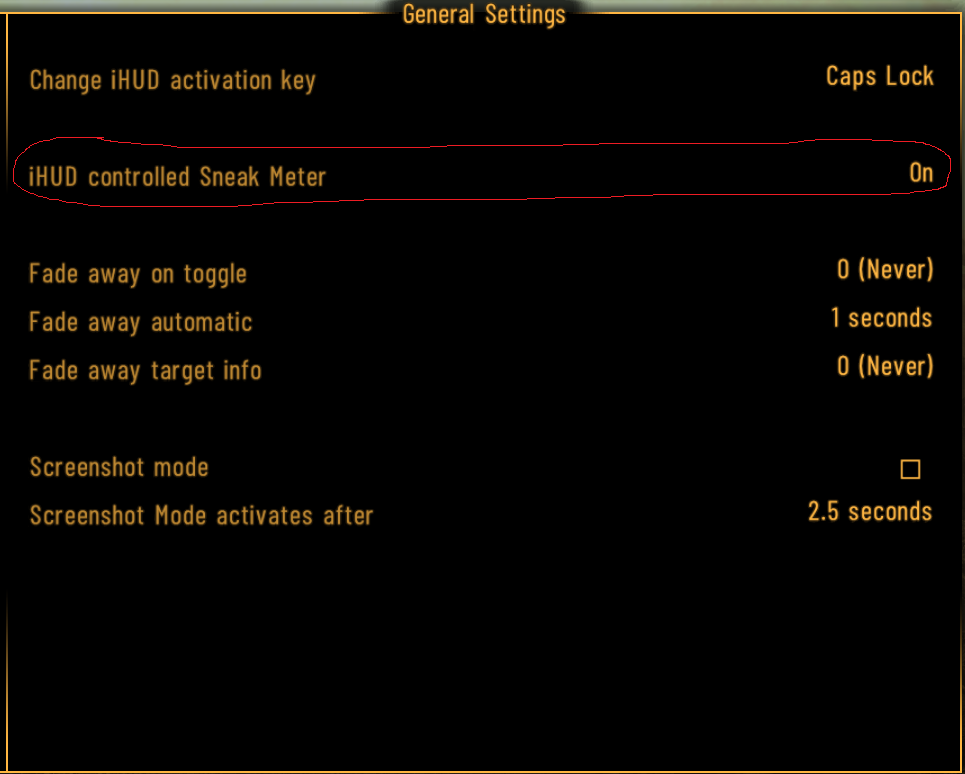 General Settings
Change iHUD activation key Caps Lock
iHUD controlled Sneak Meter On
Fade away on toggle 0 (Never)
Fade away automatic 1 seconds
Fade away target info 0 (Never)
Screenshot mode
Screenshot Mode activates after 2.5 seconds